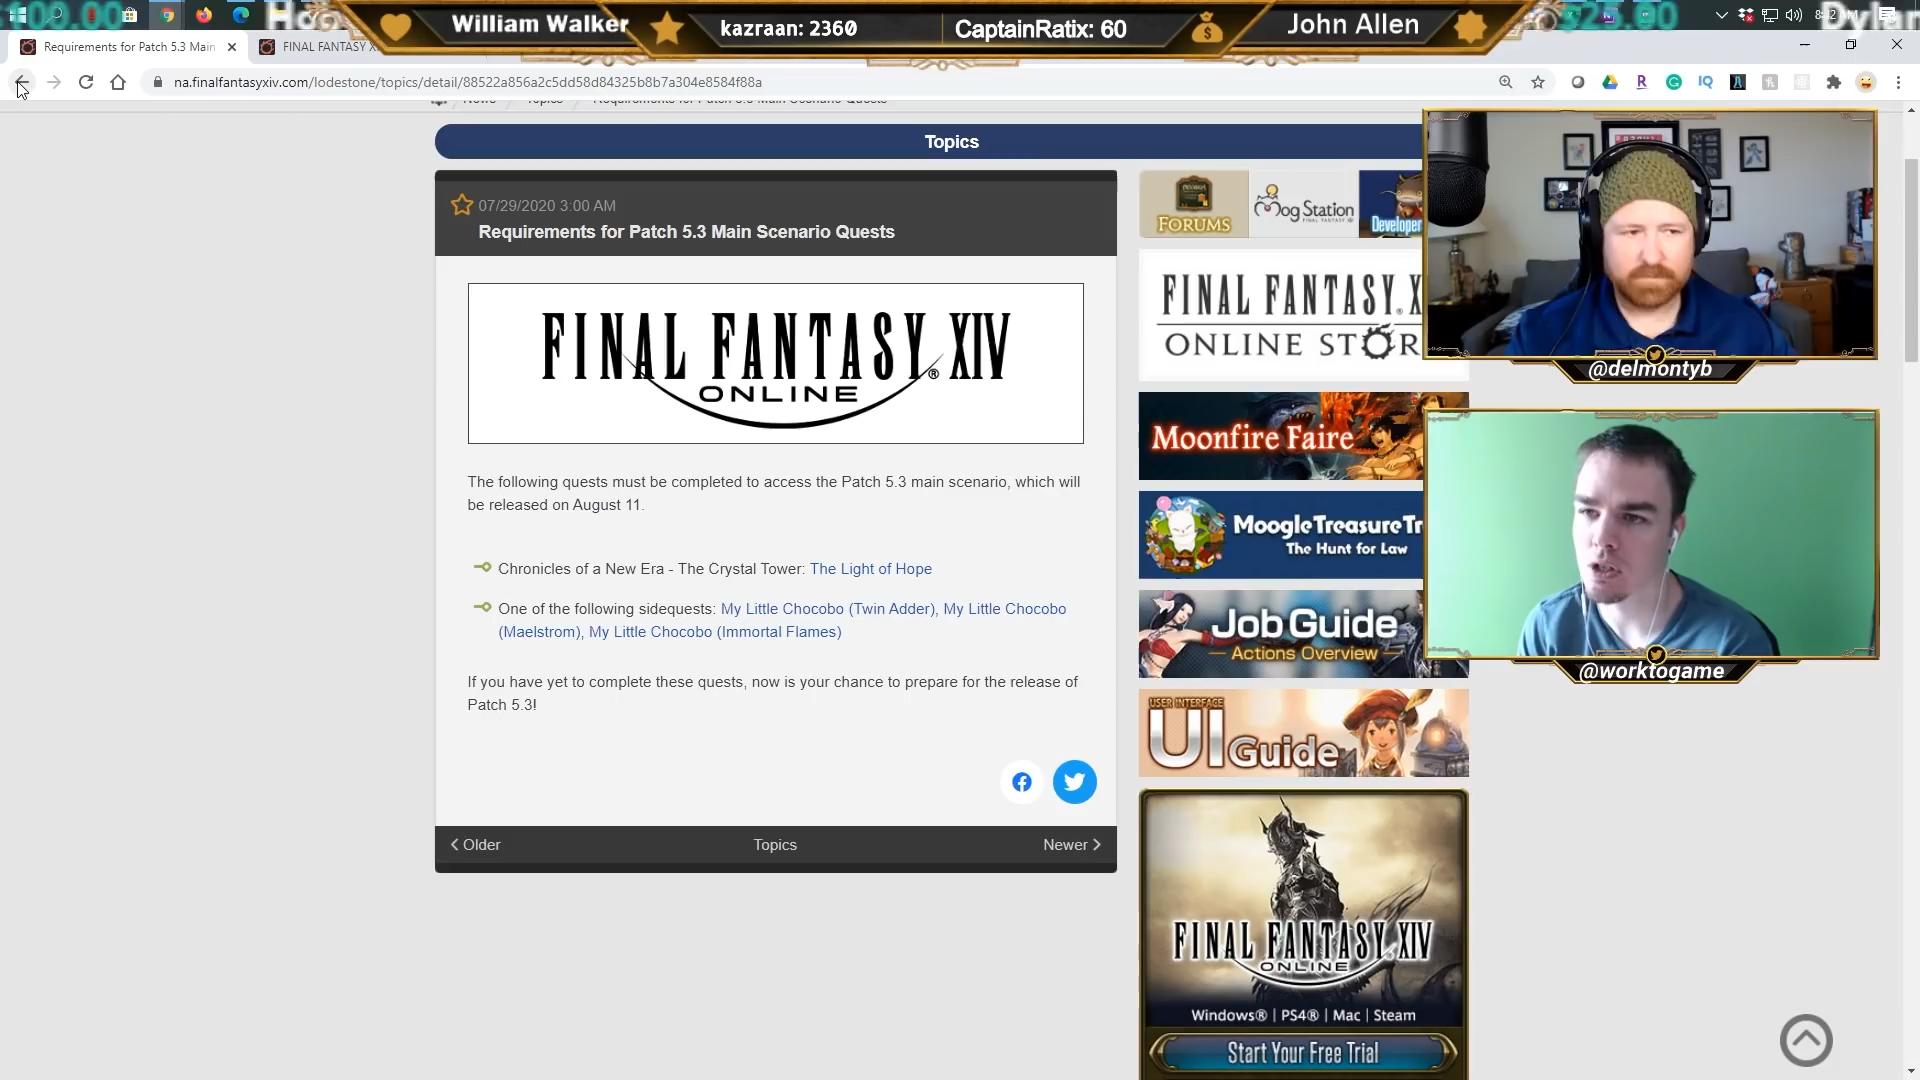 William Walker
kazraan: 2360
CaptainRatix: 60
John Allen
Requirements for Patch 5.3 Main
FINAL FANTASY X
na.finalfantasyxiv.com/lodestone/topics/detail/88522a856a2c5dd58d84325b8b7a304e8584f88a
Topics
07/29/2020 3:00 AM
Requirements for Patch 5.3 Main Scenario Quests
FINAL FANTASY® XIV
ONLINE
The following quests must be completed to access the Patch 5.3 main scenario, which will
be released on August 11.
Chronicles of a New Era - The Crystal Tower: The Light of Hope
One of the following sidequests: My Little Chocobo (Twin Adder), My Little Chocobo
(Maelstrom), My Little Chocobo (Immortal Flames)
If you have yet to complete these quests, now is your chance to prepare for the release of
Patch 5.3!
Older
Topics
Newer
FORUMS
Mog Station
FINAL FANTASY XIV
Developer
FINAL FANTASY® X
ONLINE STOR
Moonfire Faire
Moogle Treasure Tr
The Hunt for Law
Job Guide
Actions Overview
USER INTERFACE
UI Guide
FINAL FANTASY XIV
ONLINE
Windows® | PS4® | Mac | Steam
Start Your Free Trial
@delmontyb
@worktogame